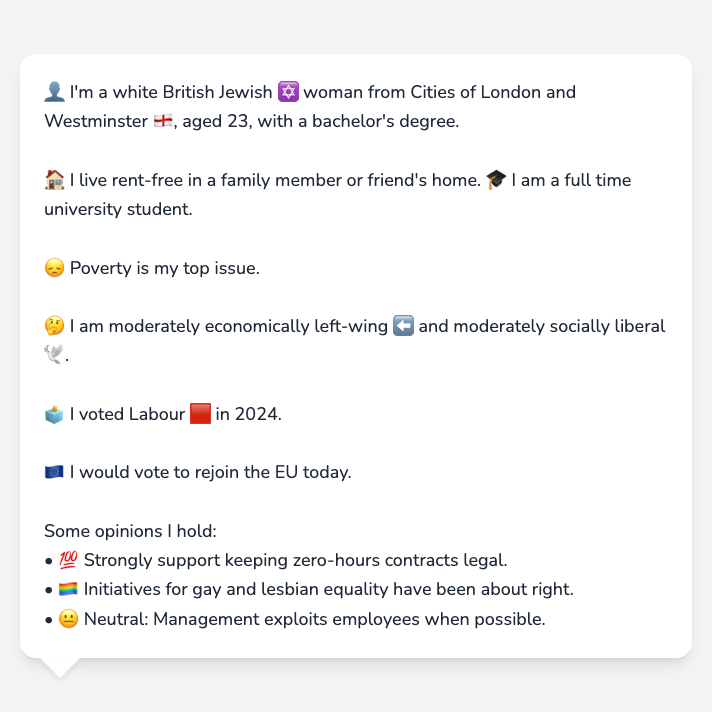 👤 I'm a white British Jewish ✡️ woman from Cities of London and
Westminster 🏴󠁧󠁢󠁥󠁮󠁧󠁿, aged 23, with a bachelor's degree.
🏠 I live rent-free in a family member or friend's home. 🎓 I am a full time
university student.
😞 Poverty is my top issue.
🤔 I am moderately economically left-wing ⬅️ and moderately socially liberal
🕊️.
🗳️ I voted Labour 🟥 in 2024.
🇪🇺 I would vote to rejoin the EU today.
Some opinions I hold:
• 💯 Strongly support keeping zero-hours contracts legal.
• 🏳️‍🌈 Initiatives for gay and lesbian equality have been about right.
• 😐 Neutral: Management exploits employees when possible.